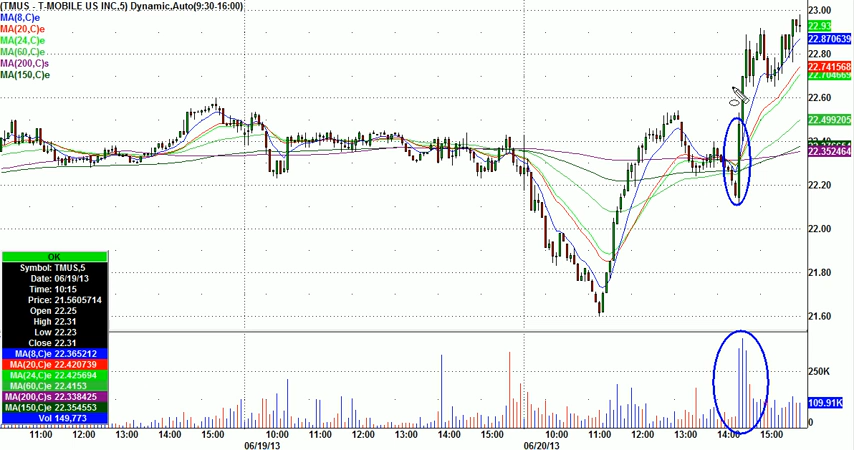 (TMUS - T-MOBILE US INC,5) Dynamic,Auto(9:30-16:00)
MA(8,C)e
MA(20,C)e
MA(24,C)e
MA(60,C)e
MA(200,C)s
MA(150,C)e
23.00
22.93
22.870639
22.80
22.741568
22.704669
22.60
22.499205
22.40
22.352464
22.20
22.00
21.80
21.60
250K
109.91K
0
OK
Symbol: TMUS,5
Date: 06/19/13
Time: 10:15
Price: 21.5605714
Open 22.25
High 22.31
Low 22.23
Close 22.31
MA(8,C)e 22.365212
MA(20,C)e 22.420739
MA(24,C)e 22.425694
MA(60,C)e 22.4153
MA(200,C)s 22.338425
MA(150,C)e 22.354553
Vol 149.773
11:00 12:00 13:00 14:00 15:00 10:00 11:00 12:00 13:00 14:00 15:00 10:00 11:00 12:00 13:00 14:00 15:00
06/19/13 06/20/13